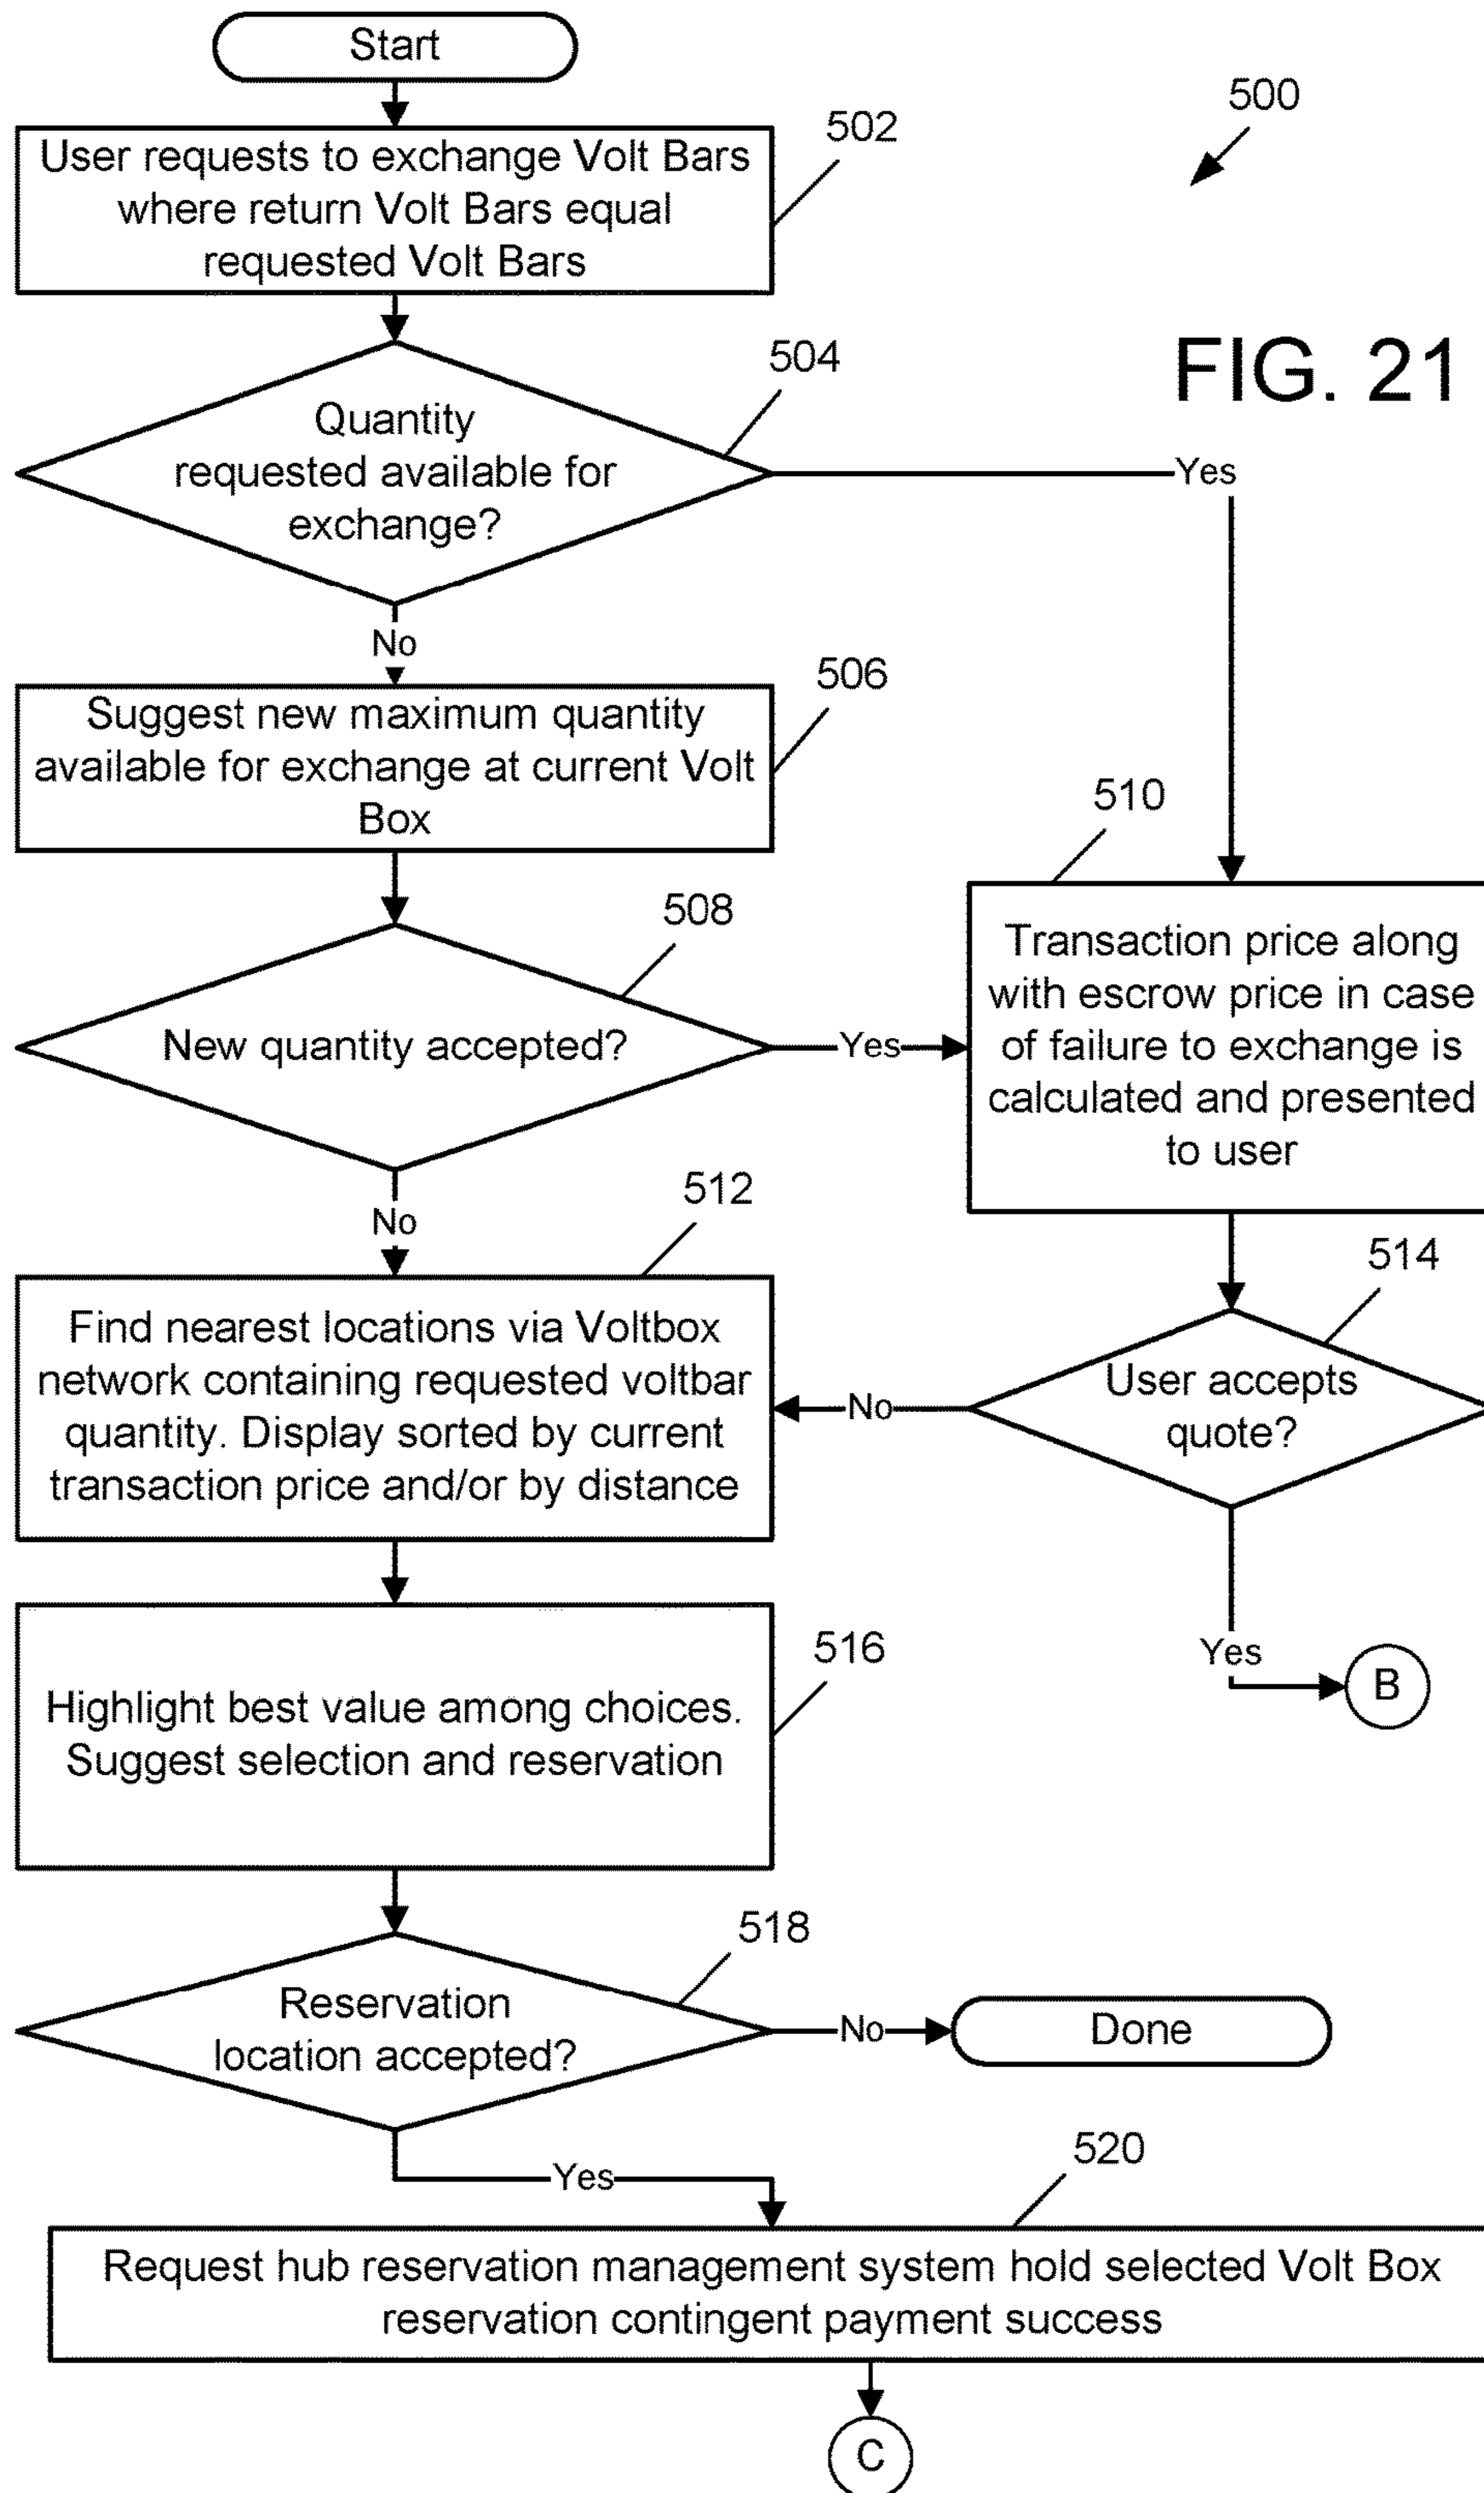 Start
500
502
User requests to exchange Volt Bars
where return Volt Bars equal
requested Volt Bars
FIG. 21
504
Quantity
requested available for
exchange?
Yes
No
506
Suggest new maximum quantity
available for exchange at current Volt
Box
510
508
New quantity accepted?
Yes
Transaction price along
with escrow price in case
of failure to exchange is
calculated and presented
to user
No
512
514
Find nearest locations via Voltbox
network containing requested voltbar
quantity. Display sorted by current
transaction price and/or by distance
No
User accepts
quote?
Yes
B
516
Highlight best value among choices.
Suggest selection and reservation
518
Reservation
location accepted?
No
Done
Yes
520
Request hub reservation management system hold selected Volt Box
reservation contingent payment success
C